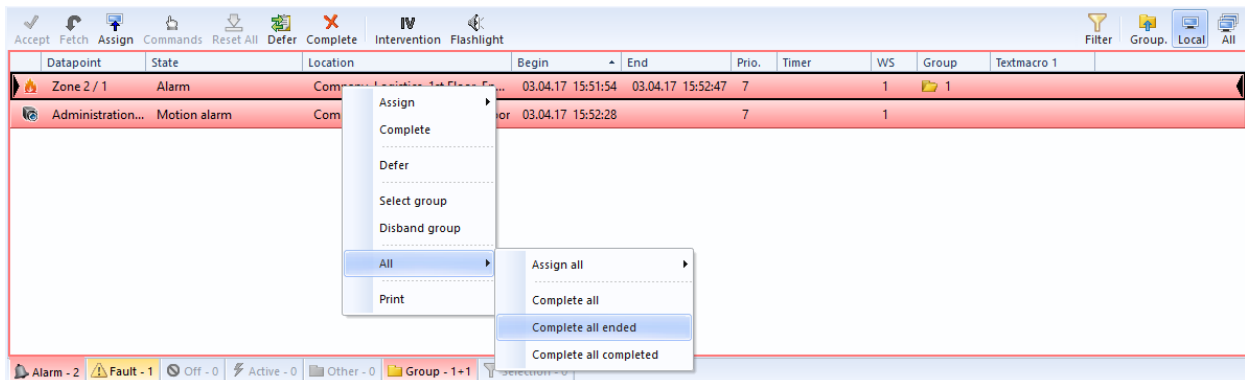 Accept Fetch Assign Commands Reset All Defer Complete Intervention Flashlight Filter Group. Local All
Datapoint State Location Begin End Prio. Timer WS Group Textmacro 1
Zone 2 / 1 Alarm 03.04.17 15:51:54 03.04.17 15:52:47 7 1 1
Administration... Motion alarm Com 03.04.17 15:52:28 7 1
Assign
Complete
Defer
Select group
Disband group
All
Print
Assign all
Complete all
Complete all ended
Complete all completed
Alarm - 2 Fault - 1 Off - 0 Active - 0 Other - 0 Group - 1+1